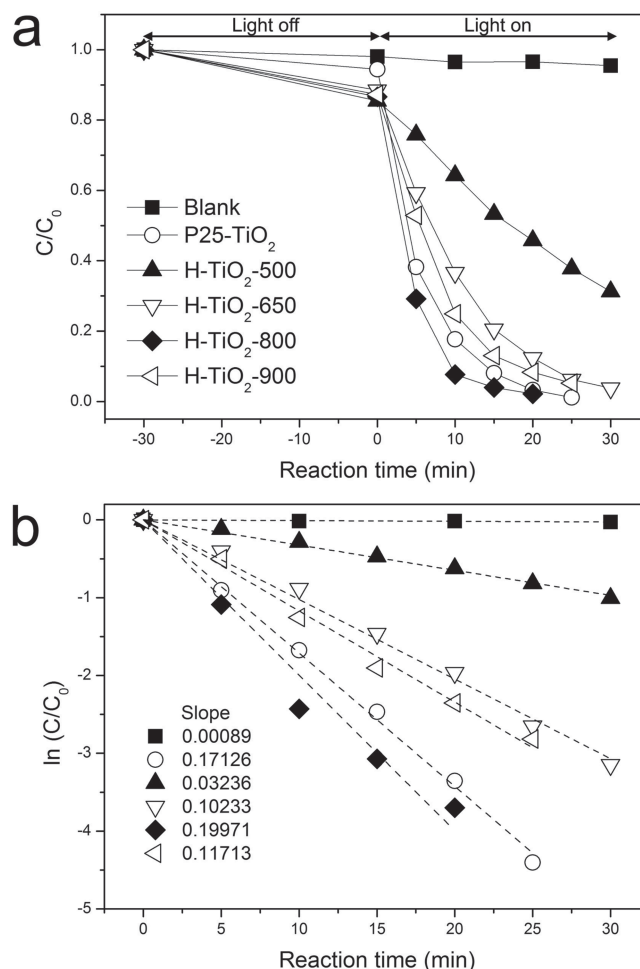 a
Light off
Light on
1.0
0.8
0.6
0.4
0.2
0.0
C/C₀
Blank
P25-TiO₂
H-TiO₂-500
H-TiO₂-650
H-TiO₂-800
H-TiO₂-900
-30 -20 -10 0 10 20 30
Reaction time (min)
b
0
-1
-2
-3
-4
-5
ln (C/C₀)
Slope
0.00089
0.17126
0.03236
0.10233
0.19971
0.11713
0 5 10 15 20 25 30
Reaction time (min)